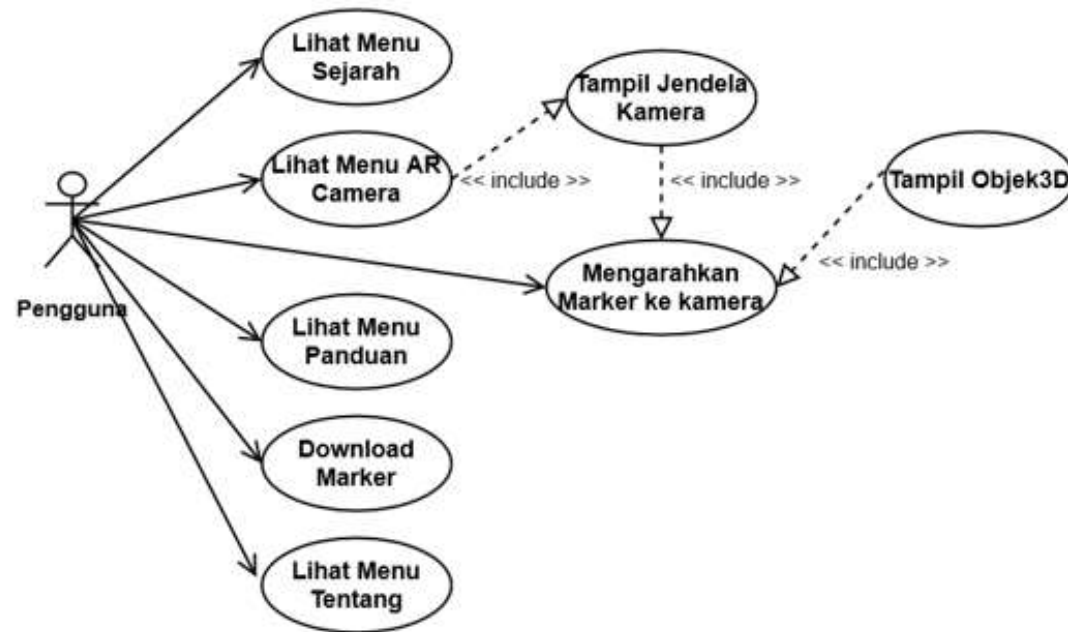 Lihat Menu
Sejarah
Tampil Jendela
Kamera
Lihat Menu AR
Camera
<< include >>
<< include >>
Tampil Objek3D
<< include >>
Pengguna
Mengarahkan
Marker ke kamera
Lihat Menu
Panduan
Download
Marker
Lihat Menu
Tentang